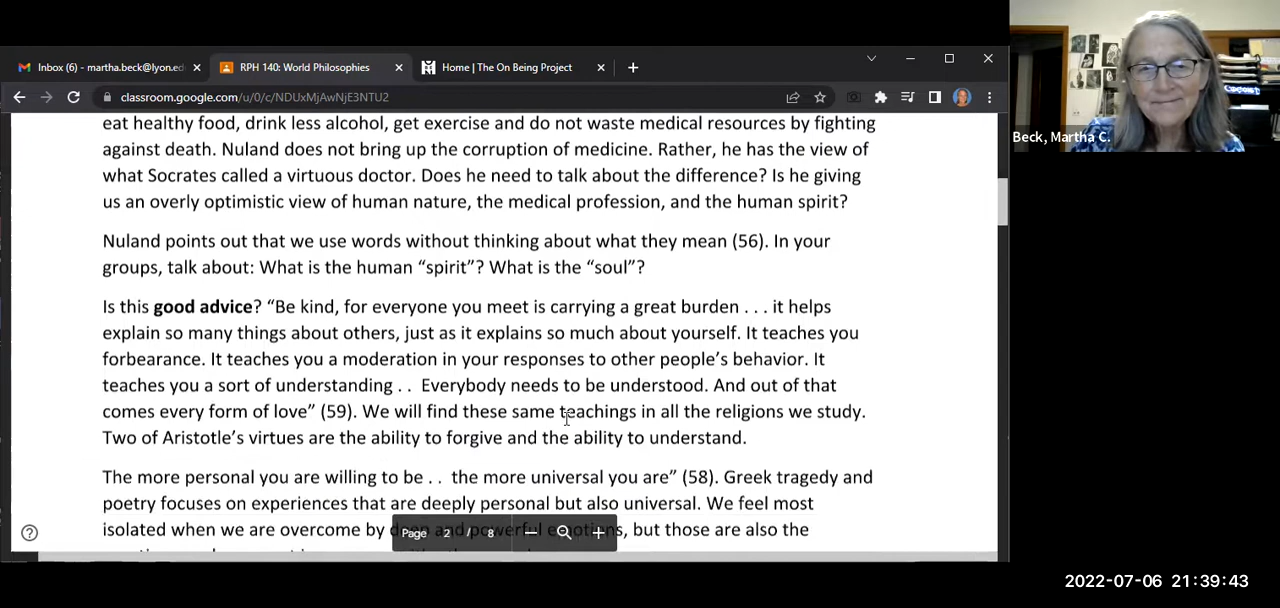 Inbox (6) - martha.beck@lyon.ed
RPH 140: World Philosophies
Home | The On Being Project
classroom.google.com/u/0/c/NDUxMjAwNjE3NTU2
eat healthy food, drink less alcohol, get exercise and do not waste medical resources by fighting
against death. Nuland does not bring up the corruption of medicine. Rather, he has the view of
what Socrates called a virtuous doctor. Does he need to talk about the difference? Is he giving
us an overly optimistic view of human nature, the medical profession, and the human spirit?
Nuland points out that we use words without thinking about what they mean (56). In your
groups, talk about: What is the human “spirit”? What is the “soul”?
Is this good advice? “Be kind, for everyone you meet is carrying a great burden . . . it helps
explain so many things about others, just as it explains so much about yourself. It teaches you
forbearance. It teaches you a moderation in your responses to other people’s behavior. It
teaches you a sort of understanding . . Everybody needs to be understood. And out of that
comes every form of love” (59). We will find these same teachings in all the religions we study.
Two of Aristotle’s virtues are the ability to forgive and the ability to understand.
The more personal you are willing to be . . the more universal you are” (58). Greek tragedy and
poetry focuses on experiences that are deeply personal but also universal. We feel most
isolated when we are overcome by deep and powerful emotions, but those are also the
Page 2 / 8
Beck, Martha C.
2022-07-06 21:39:43